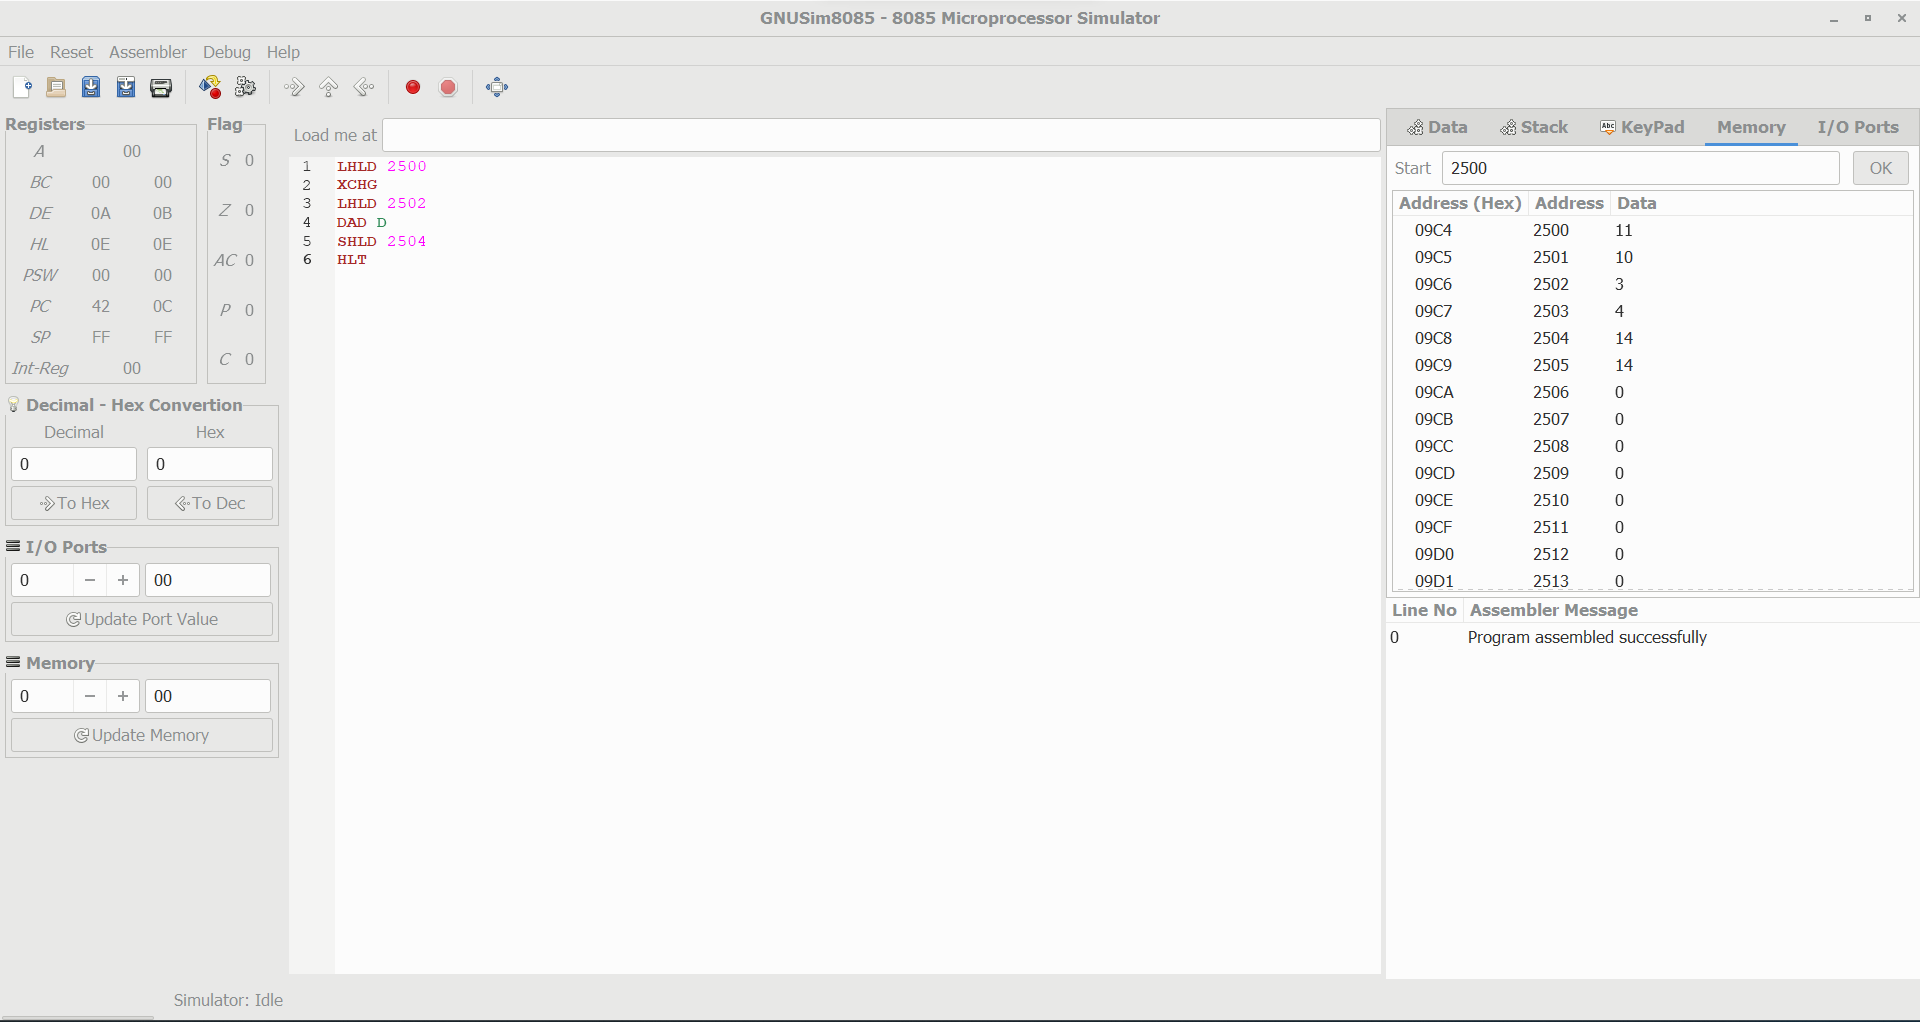 GNUSim8085 - 8085 Microprocessor Simulator
File Reset Assembler Debug Help
Registers
A 00
BC 00 00
DE 0A 0B
HL 0E 0E
PSW 00 00
PC 42 0C
SP FF FF
Int-Reg 00
Flag
S 0
Z 0
AC 0
P 0
C 0
Decimal - Hex Convertion
Decimal Hex
0 0
To Hex To Dec
I/O Ports
0 − + 00
Update Port Value
Memory
0 − + 00
Update Memory
Load me at
1 LHLD 2500
2 XCHG
3 LHLD 2502
4 DAD D
5 SHLD 2504
6 HLT
Data Stack Abc KeyPad Memory I/O Ports
Start 2500 OK
Address (Hex) Address Data
09C4 2500 11
09C5 2501 10
09C6 2502 3
09C7 2503 4
09C8 2504 14
09C9 2505 14
09CA 2506 0
09CB 2507 0
09CC 2508 0
09CD 2509 0
09CE 2510 0
09CF 2511 0
09D0 2512 0
09D1 2513 0
Line No Assembler Message
0 Program assembled successfully
Simulator: Idle